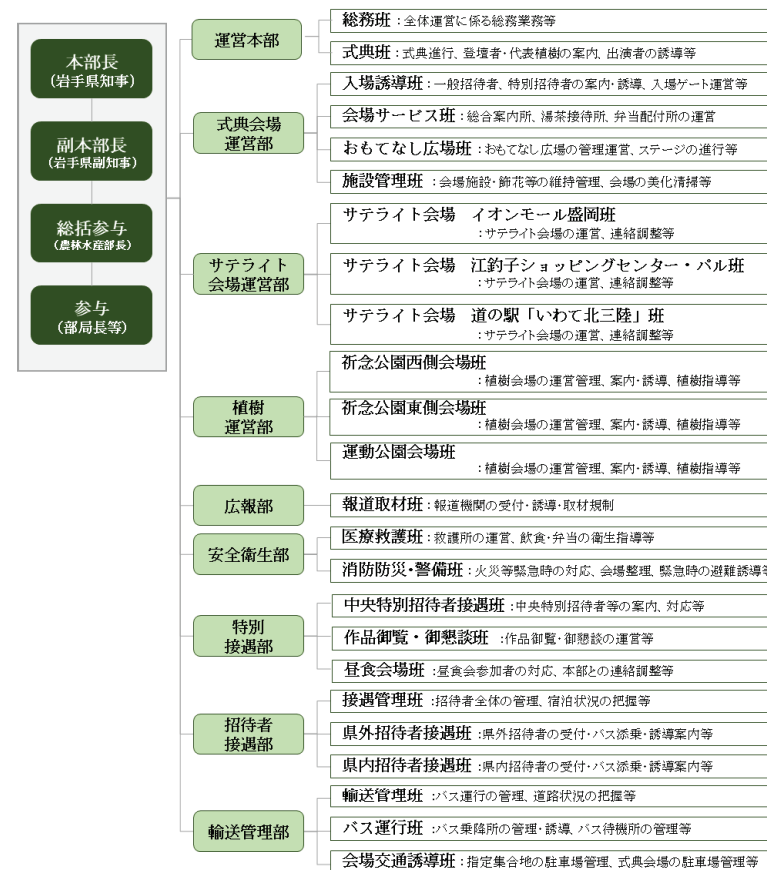 本部長
(岩手県知事)
副本部長
(岩手県副知事)
総括参与
(農林水産部長)
参与
(部局長等)
運営本部
総務班：全体運営に係る総務業務等
式典班：式典進行、登壇者・代表植樹の案内、出演者の誘導等
式典会場
運営部
入場誘導班：一般招待者、特別招待者の案内・誘導、入場ゲート運営等
会場サービス班：総合案内所、湯茶接待所、弁当配付所の運営
おもてなし広場班：おもてなし広場の管理運営、ステージの進行等
施設管理班：会場施設・飾花等の維持管理、会場の美化清掃等
サテライト
会場運営部
サテライト会場　イオンモール盛岡班
：サテライト会場の運営、連絡調整等
サテライト会場　江釣子ショッピングセンター・パル班
：サテライト会場の運営、連絡調整等
サテライト会場　道の駅「いわて北三陸」班
：サテライト会場の運営、連絡調整等
植樹
運営部
祈念公園西側会場班
：植樹会場の運営管理、案内・誘導、植樹指導等
祈念公園東側会場班
：植樹会場の運営管理、案内・誘導、植樹指導等
運動公園会場班
：植樹会場の運営管理、案内・誘導、植樹指導等
広報部
報道取材班：報道機関の受付・誘導・取材規制
安全衛生部
医療救護班：救護所の運営、飲食・弁当の衛生指導等
消防防災・警備班：火災等緊急時の対応、会場整理、緊急時の避難誘導等
特別
接遇部
中央特別招待者接遇班：中央特別招待者等の案内、対応等
作品御覧・御懇談班：作品御覧・御懇談の運営等
昼食会場班：昼食会参加者の対応、本部との連絡調整等
招待者
接遇部
接遇管理班：招待者全体の管理、宿泊状況の把握等
県外招待者接遇班：県外招待者の受付・バス添乗・誘導案内等
県内招待者接遇班：県内招待者の受付・バス添乗・誘導案内等
輸送管理部
輸送管理班：バス運行の管理、道路状況の把握等
バス運行班：バス乗降所の管理・誘導、バス待機所の管理等
会場交通誘導班：指定集合地の駐車場管理、式典会場の駐車場管理等